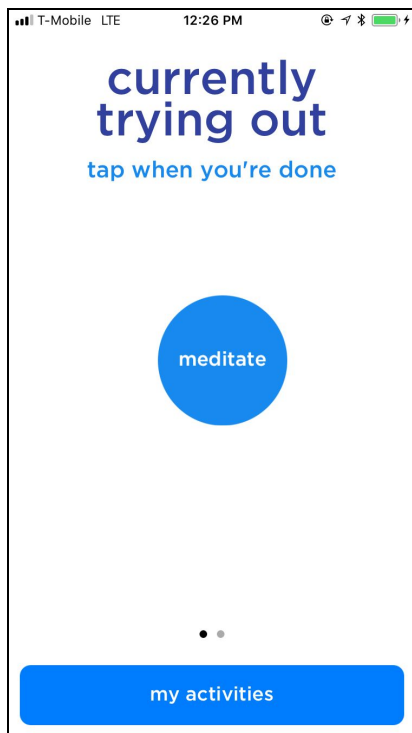 T-Mobile LTE 12:26 PM
currently
trying out
tap when you're done
meditate
my activities